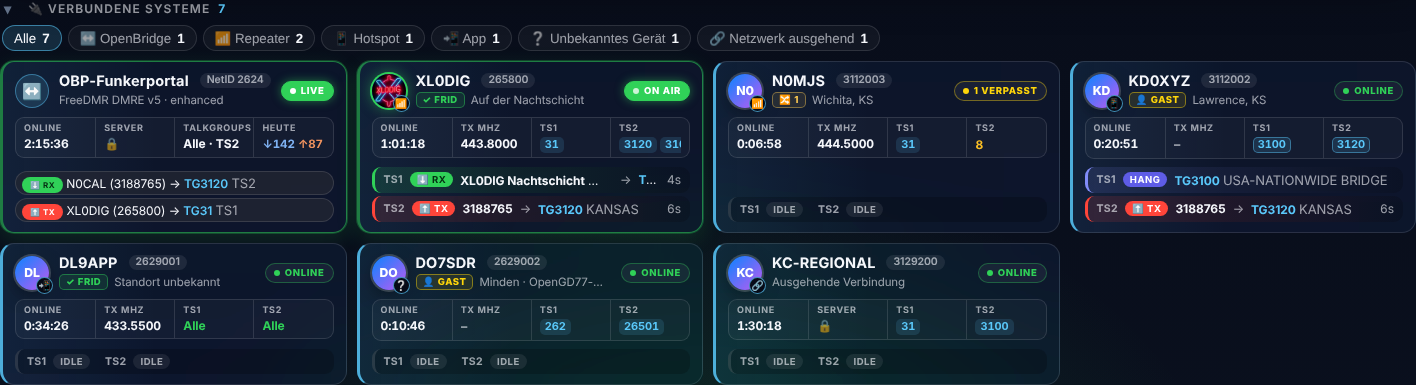 ▼ 🔌 VERBUNDENE SYSTEME 7
Alle 7 ↔️ OpenBridge 1 📶 Repeater 2 📱 Hotspot 1 📲 App 1 ❔ Unbekanntes Gerät 1 🔗 Netzwerk ausgehend 1
OBP-Funkerportal NetID 2624
FreeDMR DMRE v5 · enhanced
LIVE
ONLINE SERVER TALKGROUPS HEUTE
2:15:36 🔒 Alle · TS2 ↓142 ↑87
⬇️ RX N0CAL (3188765) → TG3120 TS2
⬆️ TX XL0DIG (265800) → TG31 TS1
XL0DIG
XL0DIG 265800
✓ FRID Auf der Nachtschicht
ON AIR
ONLINE TX MHZ TS1 TS2
1:01:18 443.8000 31 3120
TS1 ⬇️ RX XL0DIG Nachtschicht ... → T... 4s
TS2 ⬆️ TX 3188765 → TG3120 KANSAS 6s
N0
N0MJS 3112003
🔀 1 Wichita, KS
1 VERPASST
ONLINE TX MHZ TS1 TS2
0:06:58 444.5000 31 8
TS1 IDLE TS2 IDLE
KD
KD0XYZ 3112002
👤 GAST Lawrence, KS
ONLINE
ONLINE TX MHZ TS1 TS2
0:20:51 – 3100 3120
TS1 HANG TG3100 USA-NATIONWIDE BRIDGE
TS2 ⬆️ TX 3188765 → TG3120 KANSAS 6s
DL
DL9APP 2629001
✓ FRID Standort unbekannt
ONLINE
ONLINE TX MHZ TS1 TS2
0:34:26 433.5500 Alle Alle
TS1 IDLE TS2 IDLE
DO
DO7SDR 2629002
👤 GAST Minden · OpenGD77-...
ONLINE
ONLINE TX MHZ TS1 TS2
0:10:46 – 262 26501
TS1 IDLE TS2 IDLE
KC
KC-REGIONAL 3129200
Ausgehende Verbindung
ONLINE
ONLINE SERVER TS1 TS2
1:30:18 🔒 31 3100
TS1 IDLE TS2 IDLE